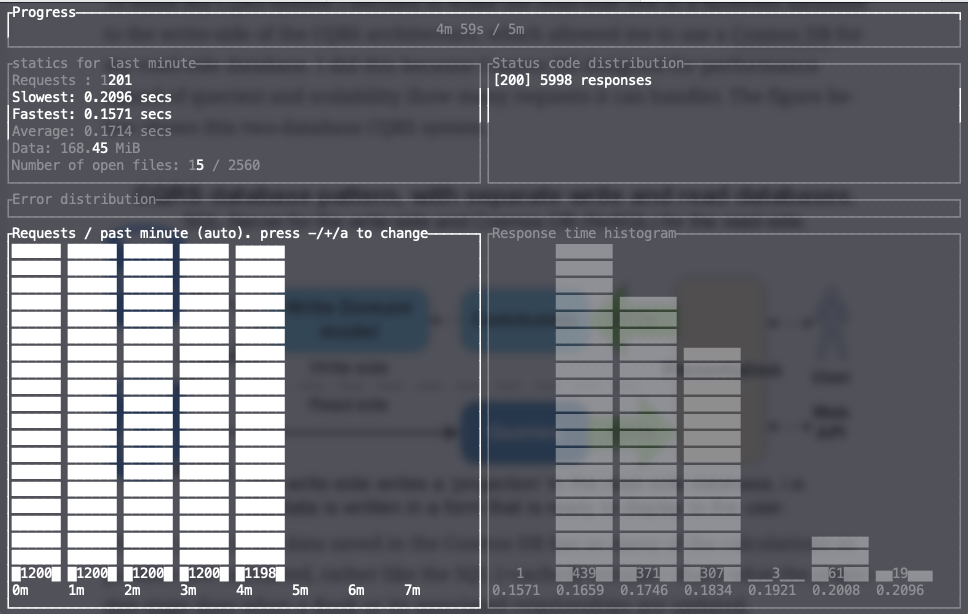 Progress
4m 59s / 5m
statics for last minute
Requests : 1201
Slowest: 0.2096 secs
Fastest: 0.1571 secs
Average: 0.1714 secs
Data: 168.45 MiB
Number of open files: 15 / 2560
Status code distribution
[200] 5998 responses
Error distribution
Requests / past minute (auto). press -/+/a to change
1200 1200 1200 1200 1198
0m 1m 2m 3m 4m 5m 6m 7m
Response time histogram
1 439 371 307 3 61 19
0.1571 0.1659 0.1746 0.1834 0.1921 0.2008 0.2096